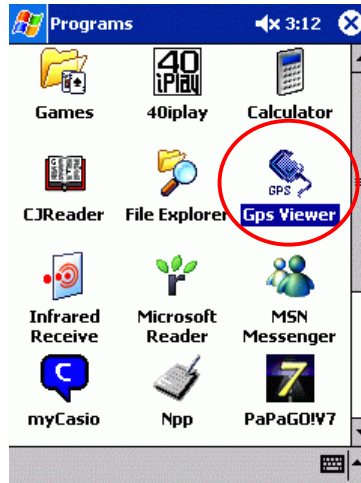 Programs 3:12
40
iPlay
Games 40iplay Calculator
GPS
CJReader File Explorer Gps Viewer
Infrared Receive Microsoft Reader MSN Messenger
C
7
myCasio Npp PaPaGO!V7